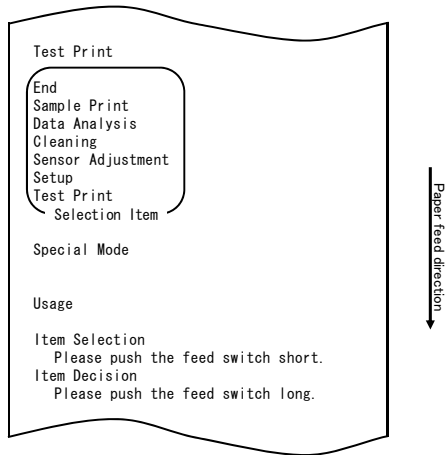 Test Print
End
Sample Print
Data Analysis
Cleaning
Sensor Adjustment
Setup
Test Print
Selection Item
Special Mode
Usage
Item Selection
Please push the feed switch short.
Item Decision
Please push the feed switch long.
Paper feed direction